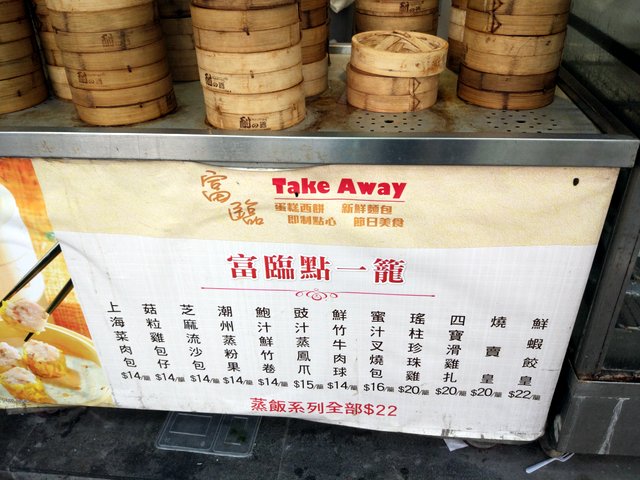 富臨
Take Away
蛋糕西餅 新鮮麵包
即制點心 節日美食
富臨點一籠
上海菜肉包 $14/籠
菇粒雞包仔 $14/籠
芝麻流沙包 $14/籠
潮州蒸粉果 $14/籠
鮑汁鮮竹卷 $14/籠
豉汁蒸鳳爪 $15/籠
鮮竹牛肉球 $14/籠
蜜汁叉燒包 $16/籠
瑤柱珍珠雞 $20/籠
四寶滑雞扎 $20/籠
燒賣皇 $20/籠
鮮蝦餃皇 $22/籠
蒸飯系列全部$22